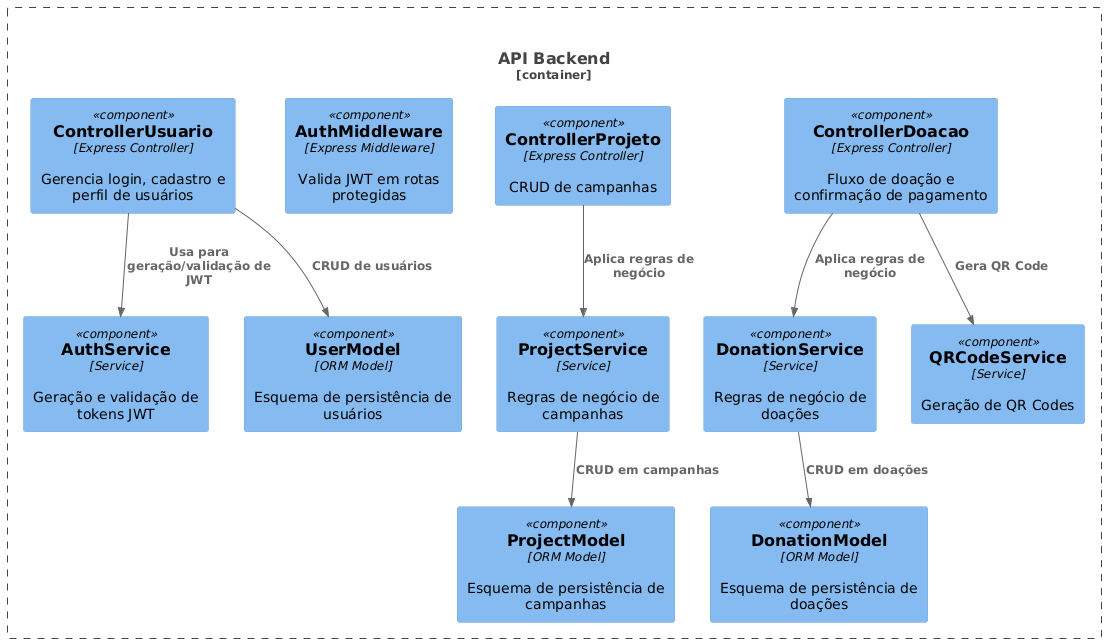 API Backend
[container]
«component»
ControllerUsuario
[Express Controller]
Gerencia login, cadastro e
perfil de usuários
«component»
AuthMiddleware
[Express Middleware]
Valida JWT em rotas
protegidas
«component»
ControllerProjeto
[Express Controller]
CRUD de campanhas
«component»
ControllerDoacao
[Express Controller]
Fluxo de doação e
confirmação de pagamento
Usa para
geração/validação de
JWT
CRUD de usuários
Aplica regras de
negócio
Aplica regras de
negócio
Gera QR Code
«component»
AuthService
[Service]
Geração e validação de
tokens JWT
«component»
UserModel
[ORM Model]
Esquema de persistência de
usuários
«component»
ProjectService
[Service]
Regras de negócio de
campanhas
«component»
DonationService
[Service]
Regras de negócio de
doações
«component»
QRCodeService
[Service]
Geração de QR Codes
CRUD em campanhas
CRUD em doações
«component»
ProjectModel
[ORM Model]
Esquema de persistência de
campanhas
«component»
DonationModel
[ORM Model]
Esquema de persistência de
doações